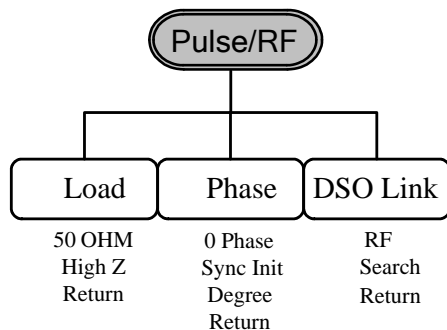 Pulse/RF
Load
Phase
DSO Link
50 OHM
High Z
Return
0 Phase
Sync Init
Degree
Return
RF
Search
Return